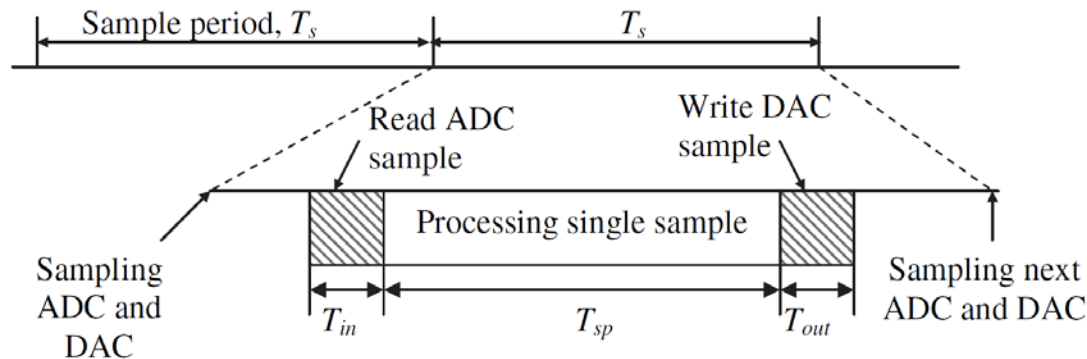 Sample period, Ts
Ts
Read ADC
sample
Write DAC
sample
Processing single sample
Sampling
ADC and
DAC
Tin
Tsp
Tout
Sampling next
ADC and DAC